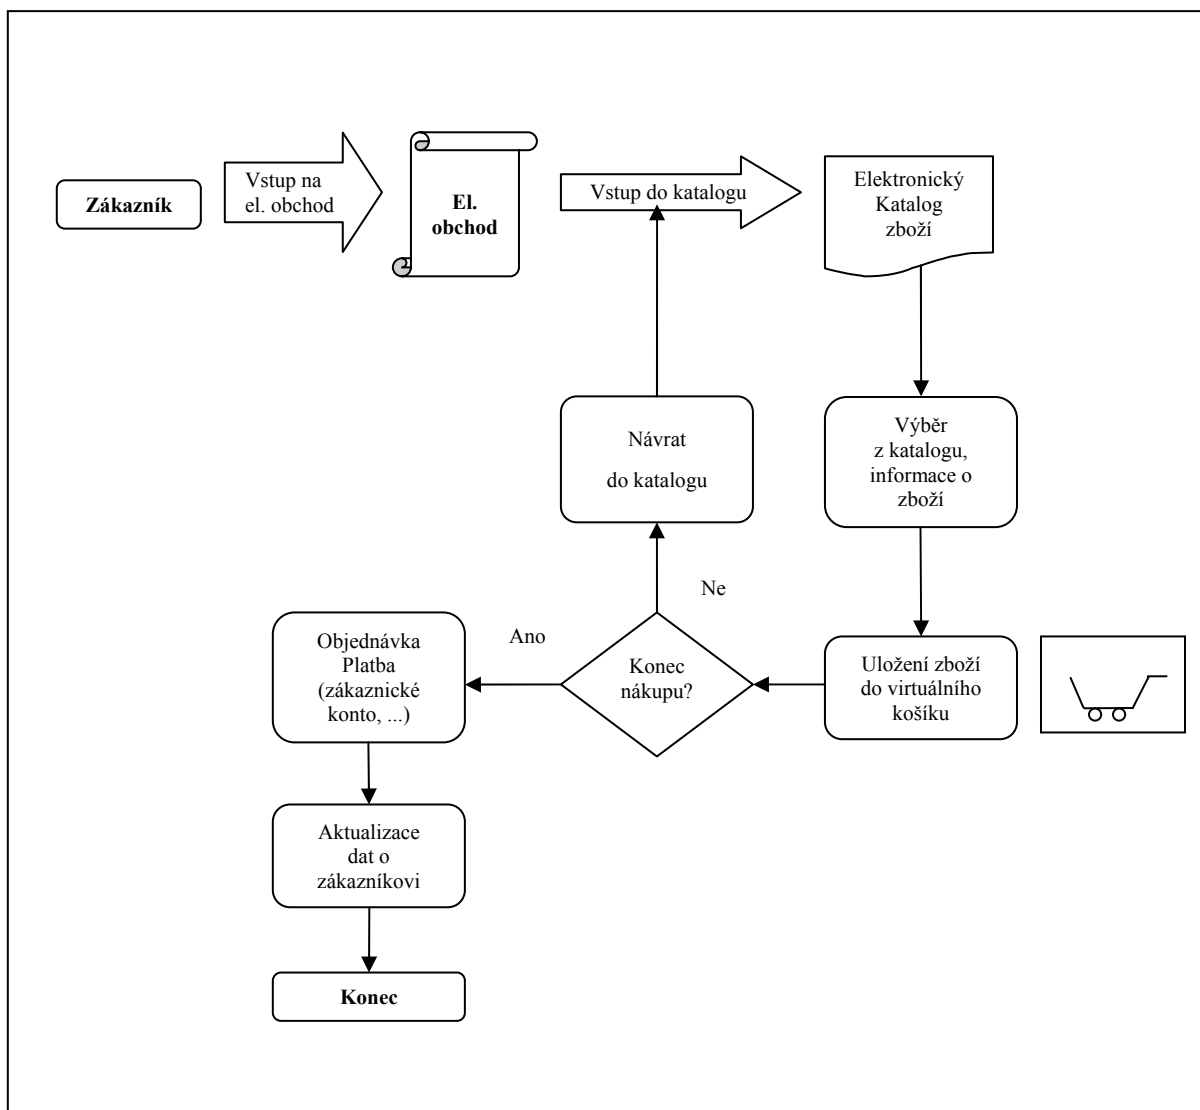 Zákazník
Vstup na
el. obchod
El.
obchod
Vstup do katalogu
Elektronický
Katalog
zboží
Návrat
do katalogu
Výběr
z katalogu,
informace o
zboží
Ne
Ano
Objednávka
Platba
(zákaznické
konto, ...)
Konec
nákupu?
Uložení zboží
do virtuálního
košíku
Aktualizace
dat o
zákazníkovi
Konec